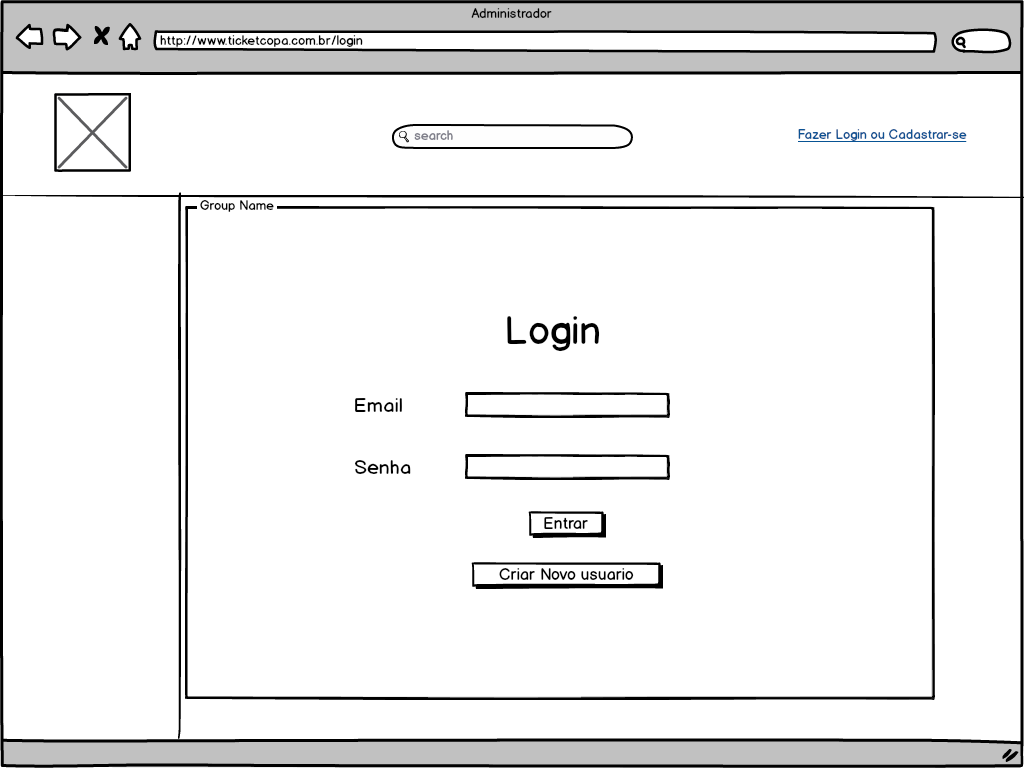 Administrador
http://www.ticketcopa.com.br/login
search
Fazer Login ou Cadastrar-se
Group Name
Login
Email
Senha
Entrar
Criar Novo usuario